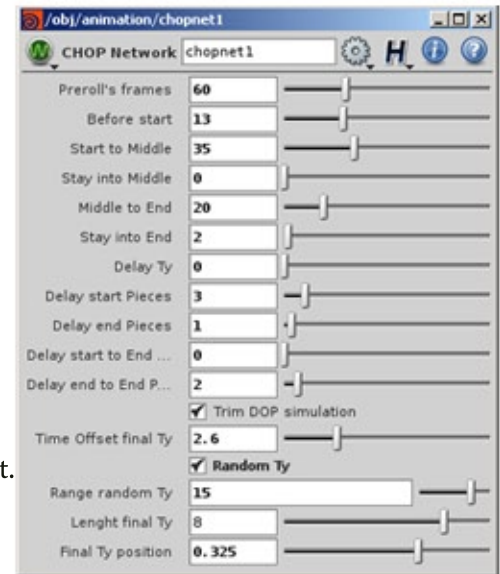 /obj/animation/chopnet1
CHOP Network chopnet1
Preroll's frames 60
Before start 13
Start to Middle 35
Stay into Middle 0
Middle to End 20
Stay into End 2
Delay Ty 0
Delay start Pieces 3
Delay end Pieces 1
Delay start to End ... 0
Delay end to End P... 2
Trim DOP simulation
Time Offset final Ty 2.6
t.
Random Ty
Range random Ty 15
Lenght final Ty 8
Final Ty position 0.325